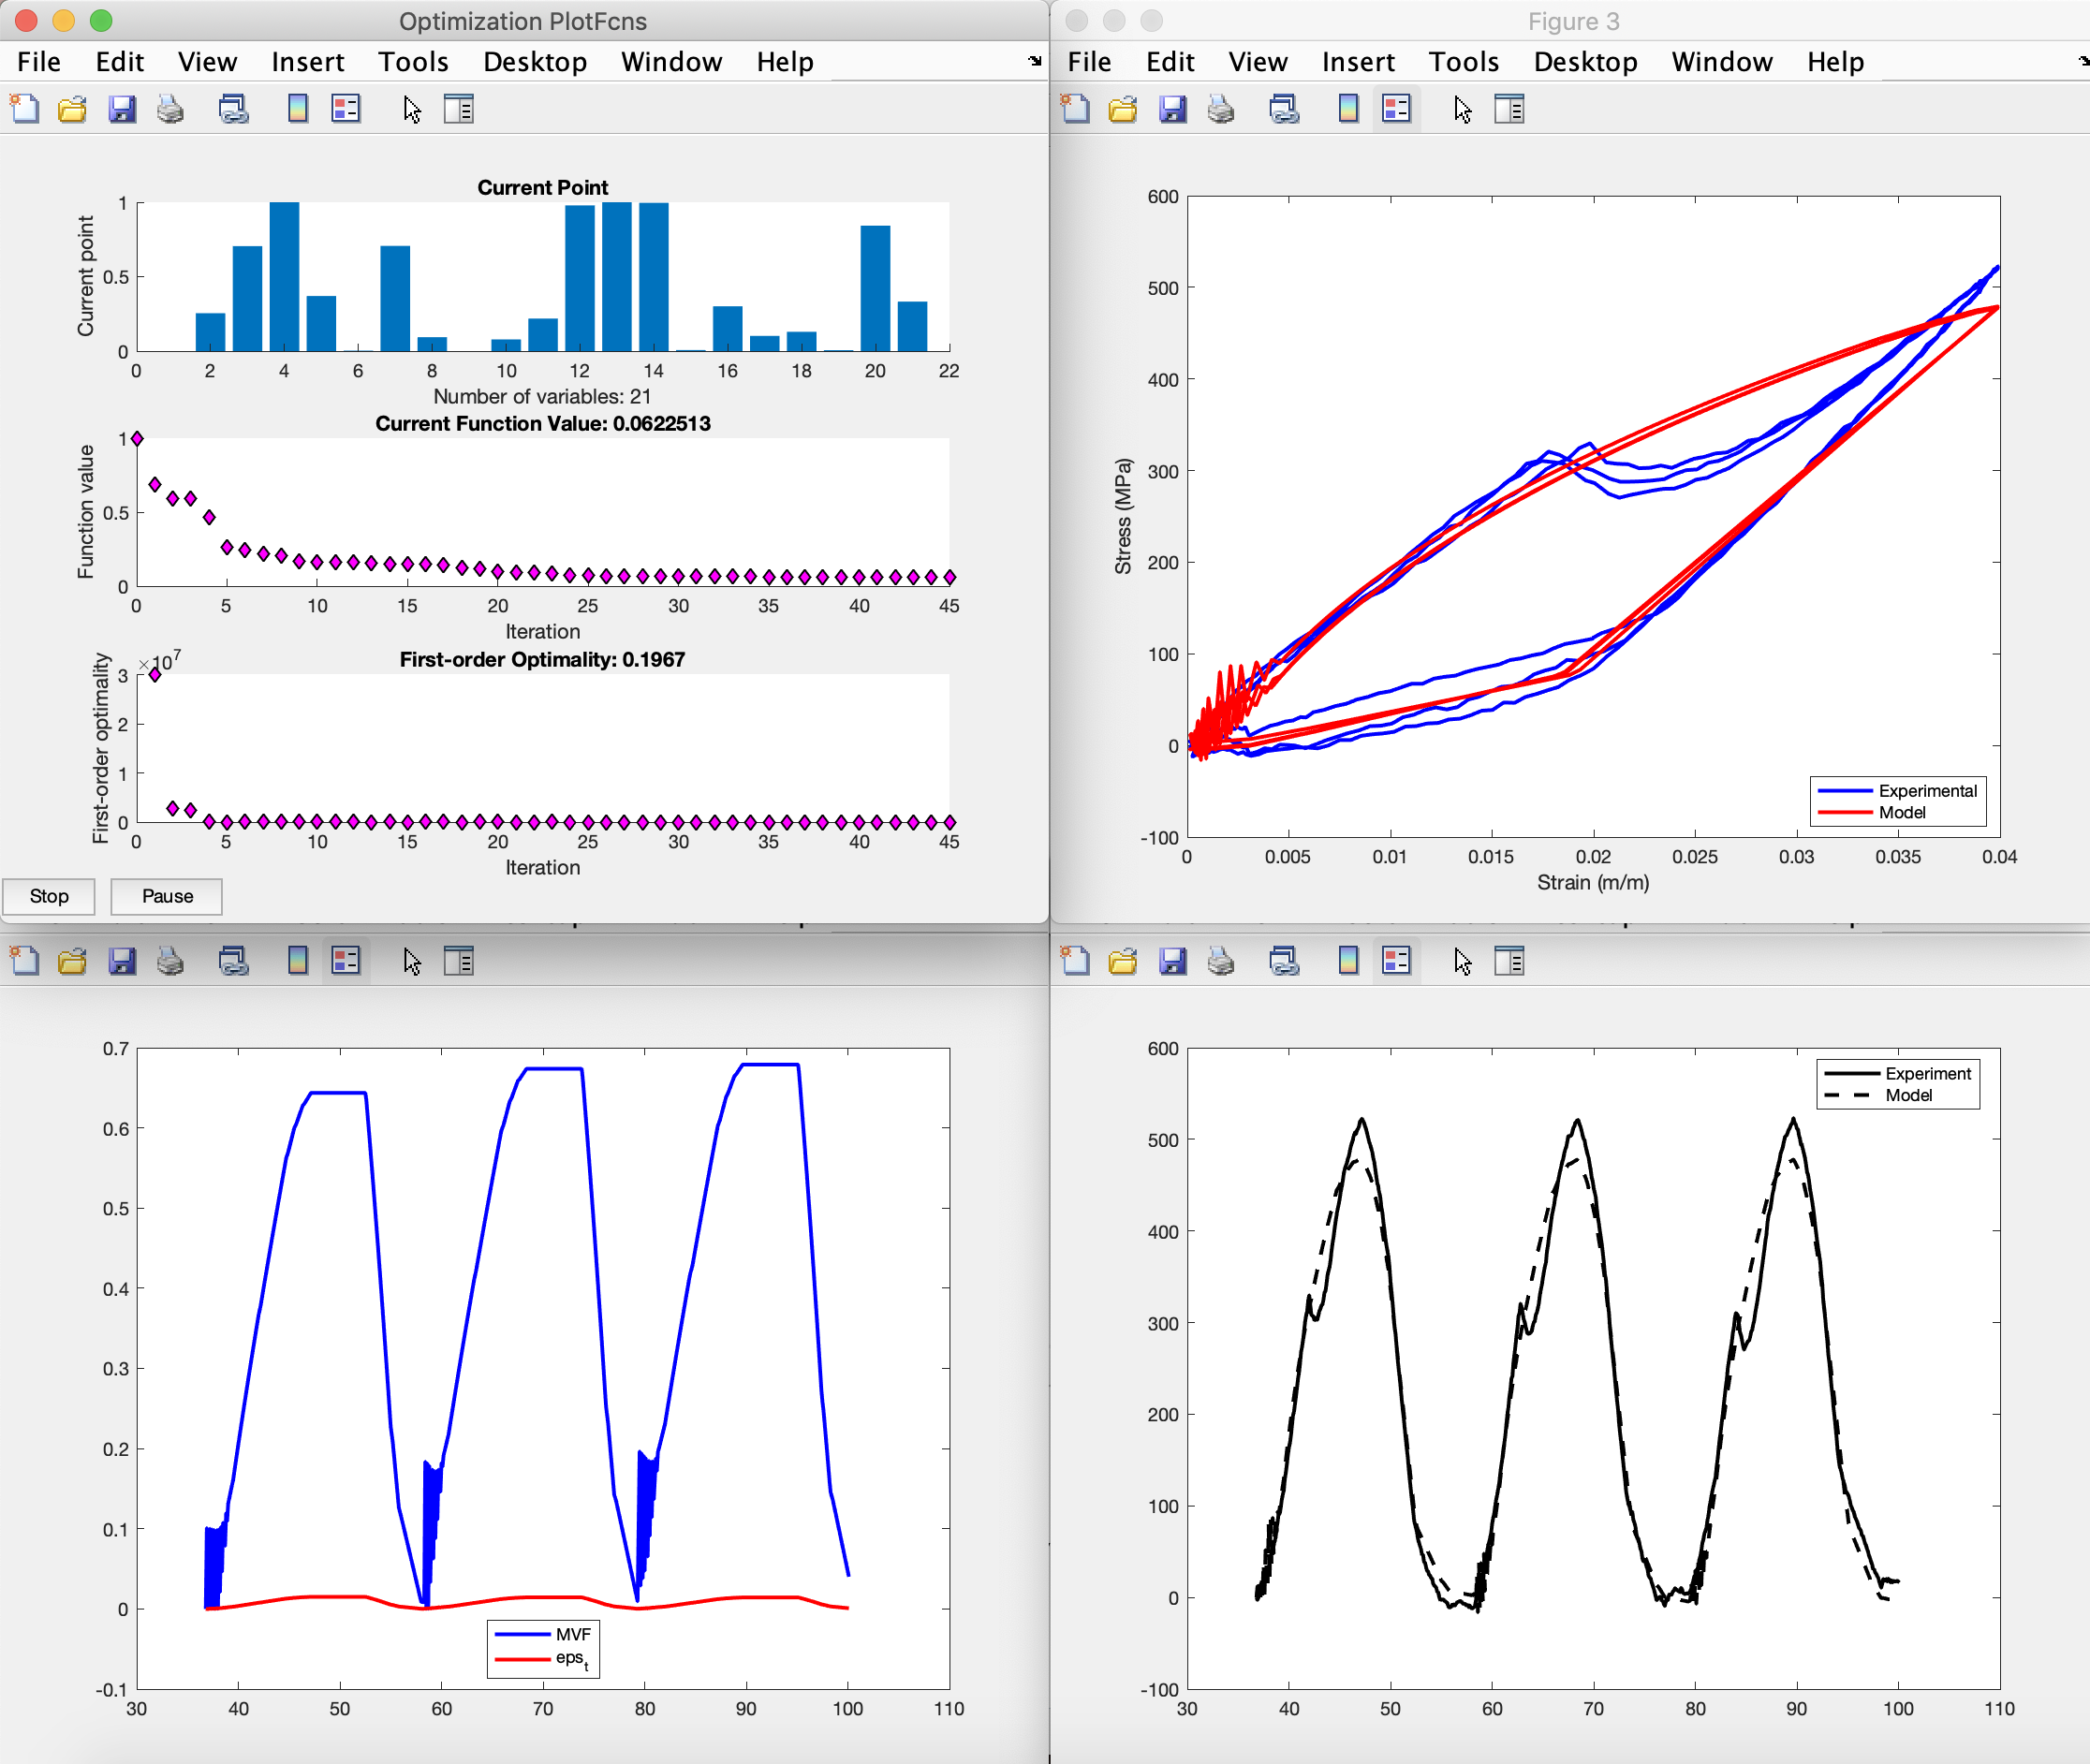 Optimization PlotFcns
File Edit View Insert Tools Desktop Window Help
Current Point
Current point
1
0.5
0
0 2 4 6 8 10 12 14 16 18 20 22
Number of variables: 21
Current Function Value: 0.0622513
Function value
1
0.5
0
0 5 10 15 20 25 30 35 40 45
Iteration
First-order Optimality: 0.1967
×10^7
First-order optimality
3
2
1
0
0 5 10 15 20 25 30 35 40 45
Iteration
Stop Pause
Figure 3
File Edit View Insert Tools Desktop Window Help
600
500
400
300
200
100
0
-100
Stress (MPa)
0 0.005 0.01 0.015 0.02 0.025 0.03 0.035 0.04
Strain (m/m)
Experimental
Model
0.7
0.6
0.5
0.4
0.3
0.2
0.1
0
-0.1
30 40 50 60 70 80 90 100 110
MVF
eps_t
600
500
400
300
200
100
0
-100
30 40 50 60 70 80 90 100 110
Experiment
Model